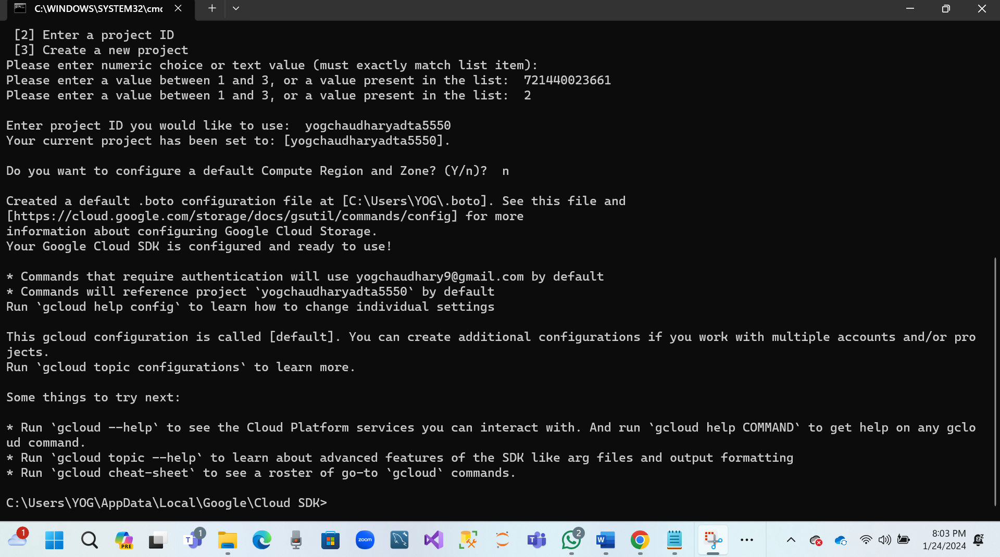 C:\WINDOWS\SYSTEM32\cmc
[2] Enter a project ID
[3] Create a new project
Please enter numeric choice or text value (must exactly match list item):
Please enter a value between 1 and 3, or a value present in the list:  721440023661
Please enter a value between 1 and 3, or a value present in the list:  2
Enter project ID you would like to use:  yogchaudharyadta5550
Your current project has been set to: [yogchaudharyadta5550].
Do you want to configure a default Compute Region and Zone? (Y/n)?  n
Created a default .boto configuration file at [C:\Users\YOG\.boto]. See this file and
[https://cloud.google.com/storage/docs/gsutil/commands/config] for more
information about configuring Google Cloud Storage.
Your Google Cloud SDK is configured and ready to use!
* Commands that require authentication will use yogchaudhary9@gmail.com by default
* Commands will reference project `yogchaudharyadta5550` by default
Run `gcloud help config` to learn how to change individual settings
This gcloud configuration is called [default]. You can create additional configurations if you work with multiple accounts and/or pro
jects.
Run `gcloud topic configurations` to learn more.
Some things to try next:
* Run `gcloud --help` to see the Cloud Platform services you can interact with. And run `gcloud help COMMAND` to get help on any gclo
ud command.
* Run `gcloud topic --help` to learn about advanced features of the SDK like arg files and output formatting
* Run `gcloud cheat-sheet` to see a roster of go-to `gcloud` commands.
C:\Users\YOG\AppData\Local\Google\Cloud SDK>
1
PRE
T
1
zoom
T
2
W
8:03 PM
1/24/2024